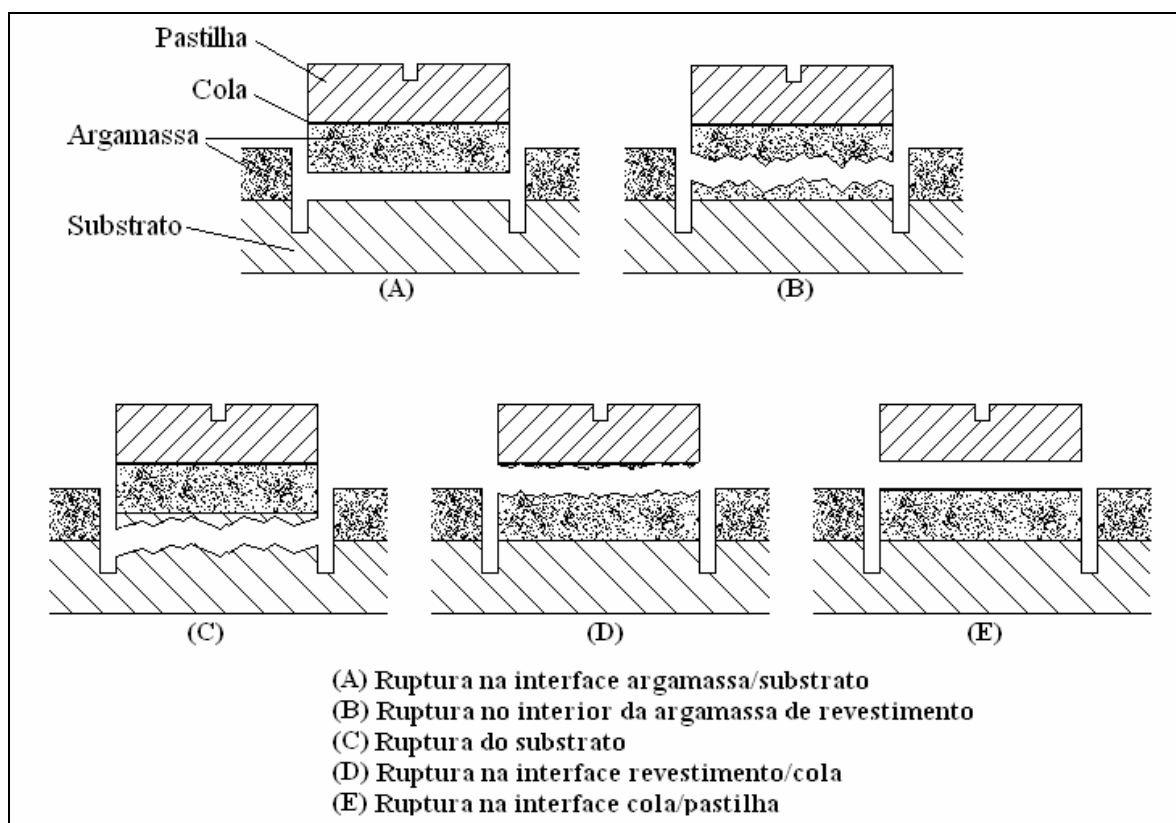 Pastilha
Cola
Argamassa
Substrato
(A)
(B)
(C)
(D)
(E)
(A) Ruptura na interface argamassa/substrato
(B) Ruptura no interior da argamassa de revestimento
(C) Ruptura do substrato
(D) Ruptura na interface revestimento/cola
(E) Ruptura na interface cola/pastilha